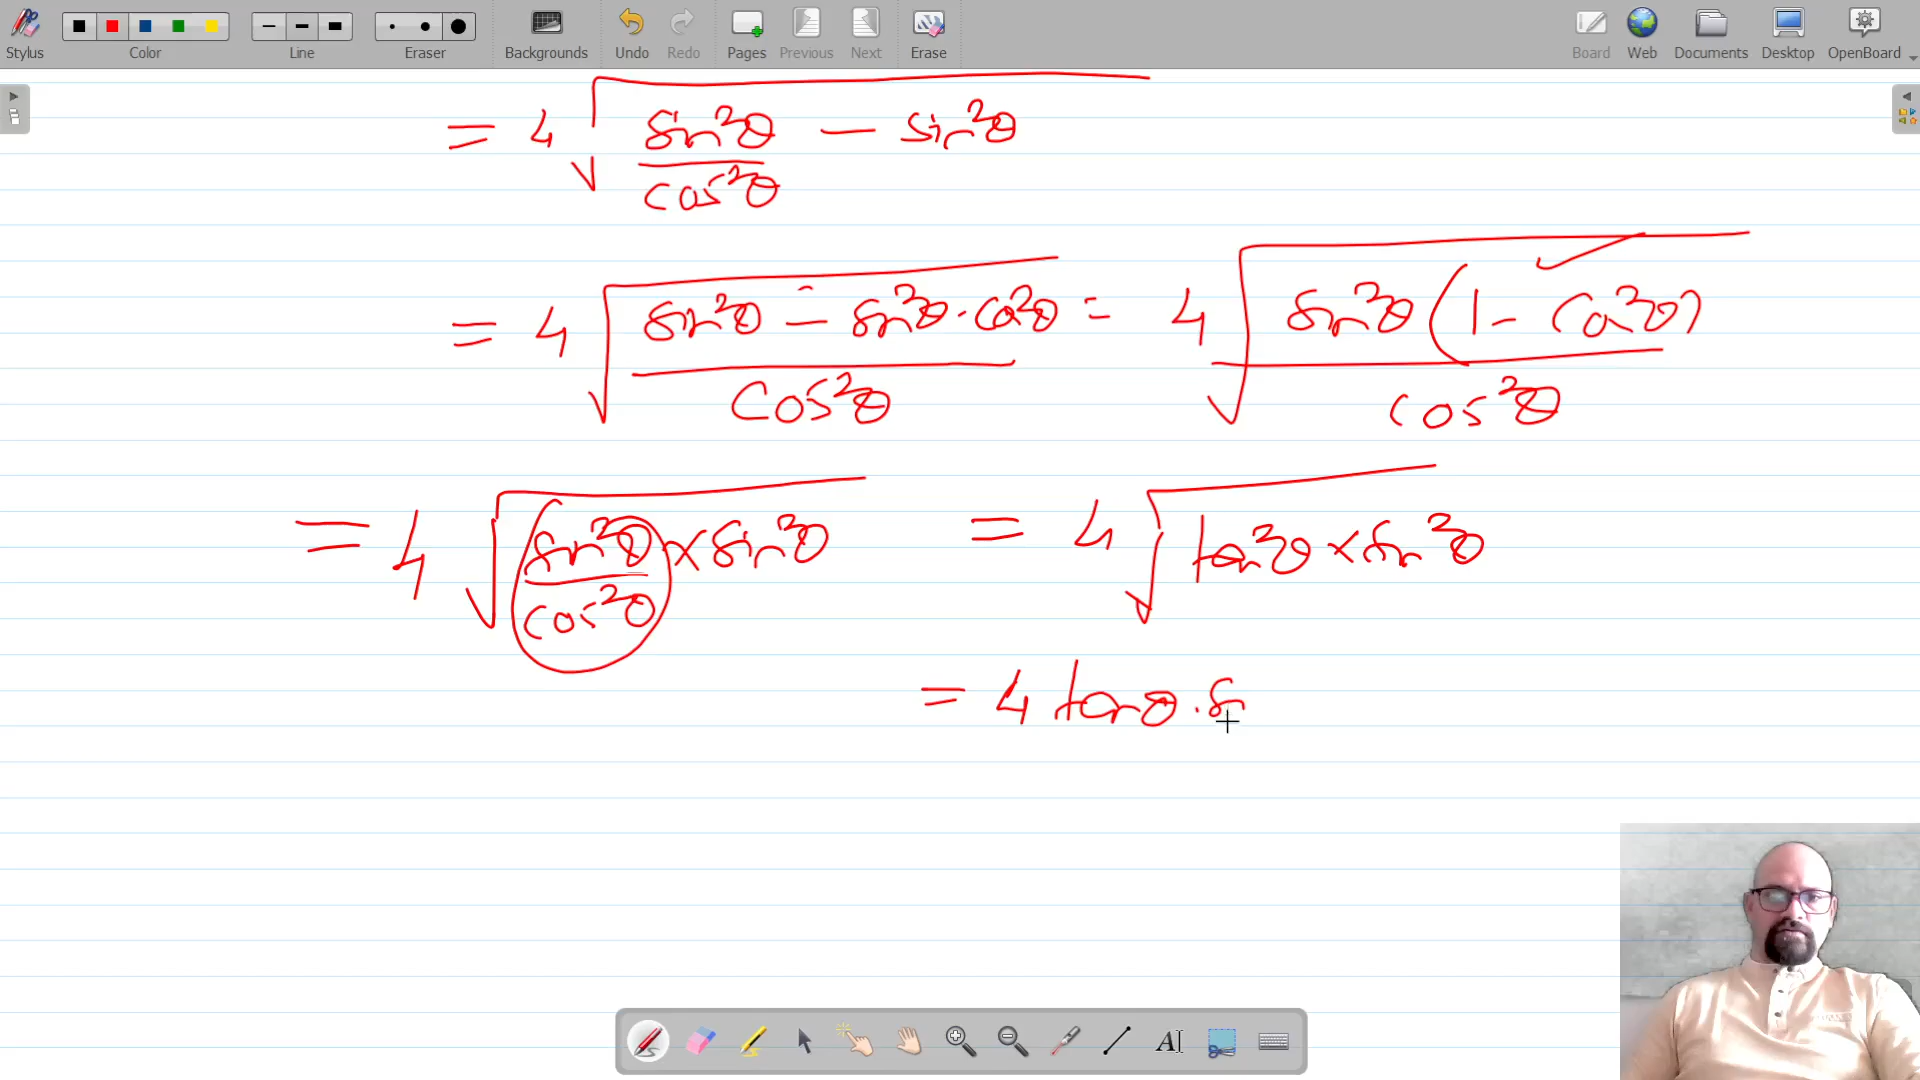 Stylus Color Line Eraser Backgrounds Undo Redo Pages Previous Next Erase Board Web Documents Desktop OpenBoard
= 4 √(sin²θ/cos²θ — sin²θ)
= 4 √((sin²θ — sin²θ · cos²θ)/cos²θ) = 4 √(sin²θ (1 - cos²θ)/cos²θ)
= 4 √(sin²θ/cos²θ × sin²θ) = 4 √(tan²θ × sin²θ)
= 4 tanθ .